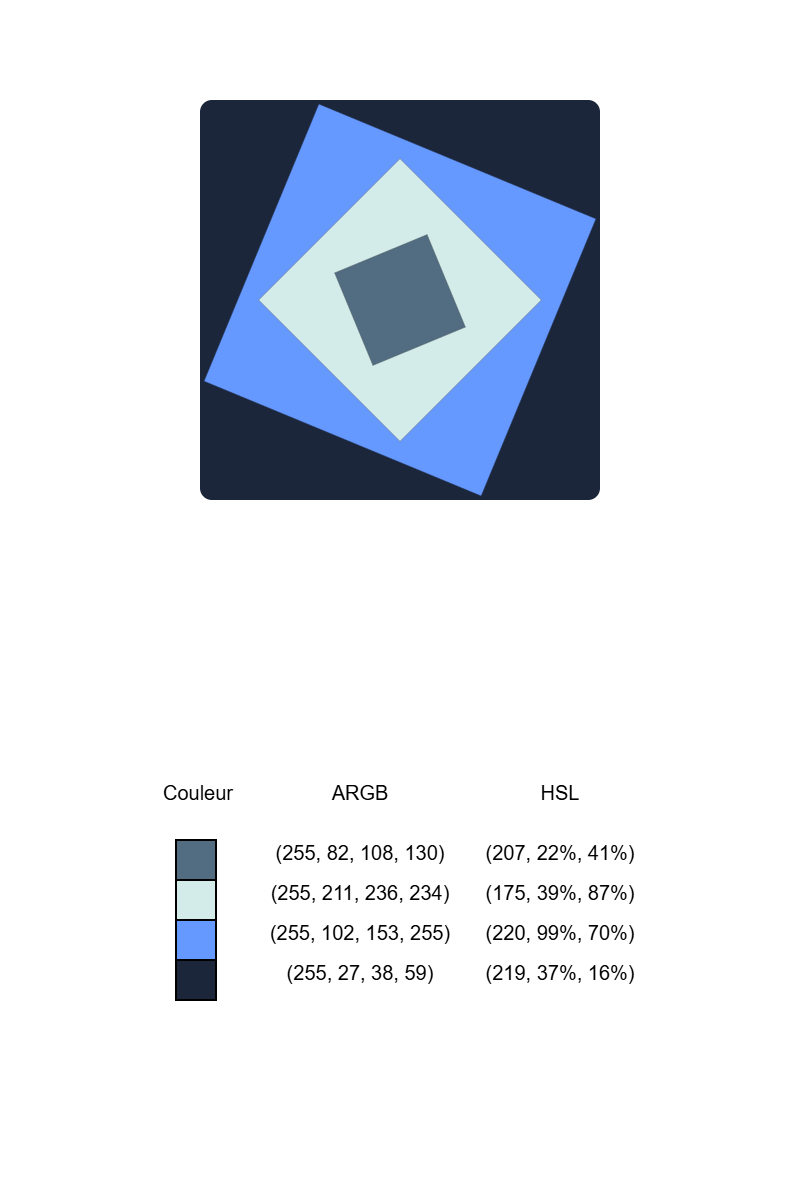 Couleur ARGB HSL
(255, 82, 108, 130) (207, 22%, 41%)
(255, 211, 236, 234) (175, 39%, 87%)
(255, 102, 153, 255) (220, 99%, 70%)
(255, 27, 38, 59) (219, 37%, 16%)